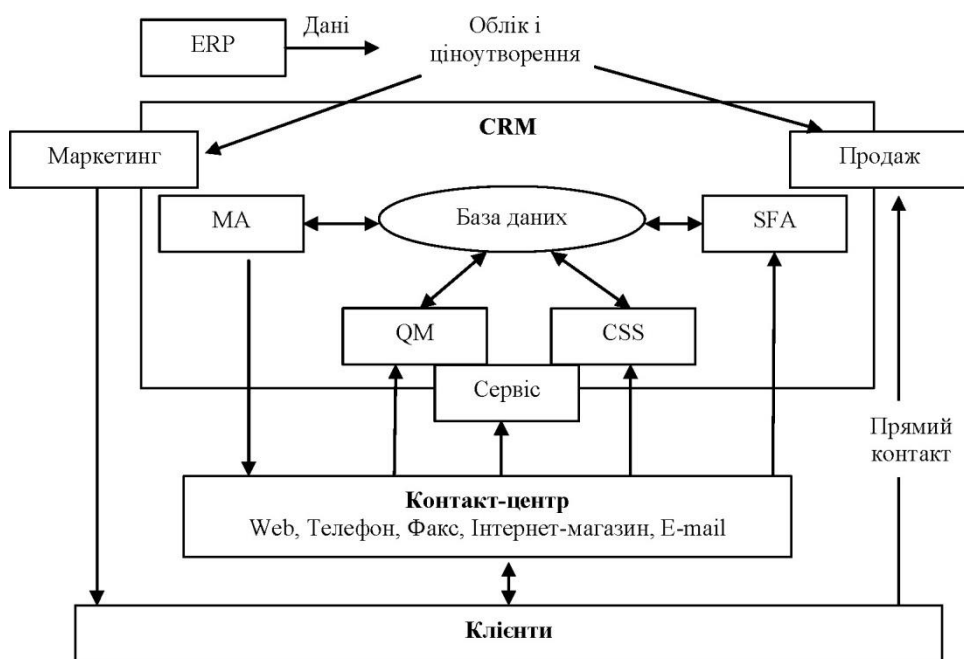 ERP
Дані
Облік і
ціноутворення
CRM
Маркетинг
Продаж
МА
База даних
SFA
QM
CSS
Сервіс
Прямий
контакт
Контакт-центр
Web, Телефон, Факс, Інтернет-магазин, E-mail
Клієнти